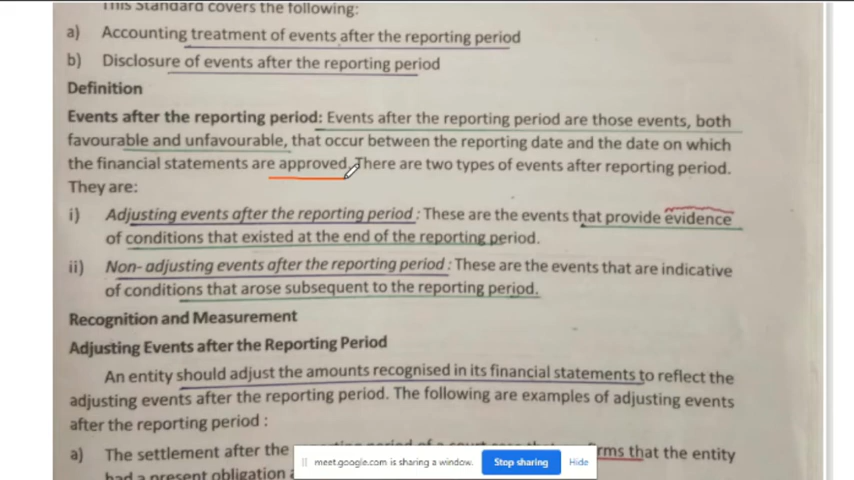 This Standard covers the following:
a) Accounting treatment of events after the reporting period
b) Disclosure of events after the reporting period
Definition
Events after the reporting period: Events after the reporting period are those events, both
favourable and unfavourable, that occur between the reporting date and the date on which
the financial statements are approved. There are two types of events after reporting period.
They are:
i) Adjusting events after the reporting period : These are the events that provide evidence
of conditions that existed at the end of the reporting period.
ii) Non- adjusting events after the reporting period : These are the events that are indicative
of conditions that arose subsequent to the reporting period.
Recognition and Measurement
Adjusting Events after the Reporting Period
An entity should adjust the amounts recognised in its financial statements to reflect the
adjusting events after the reporting period. The following are examples of adjusting events
after the reporting period :
a) The settlement after the that the entity
had a present obligation
meet.google.com is sharing a window. Stop sharing Hide